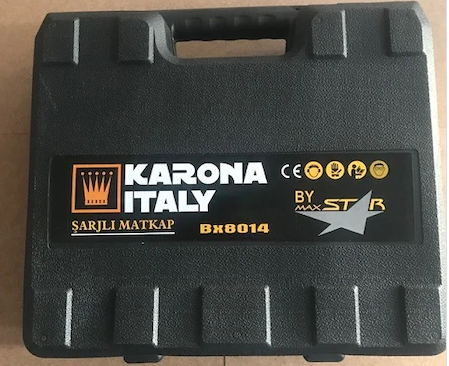 KARONA
ITALY
ŞARJLI MATKAP
BX8014
CE
BY
MAX STAR